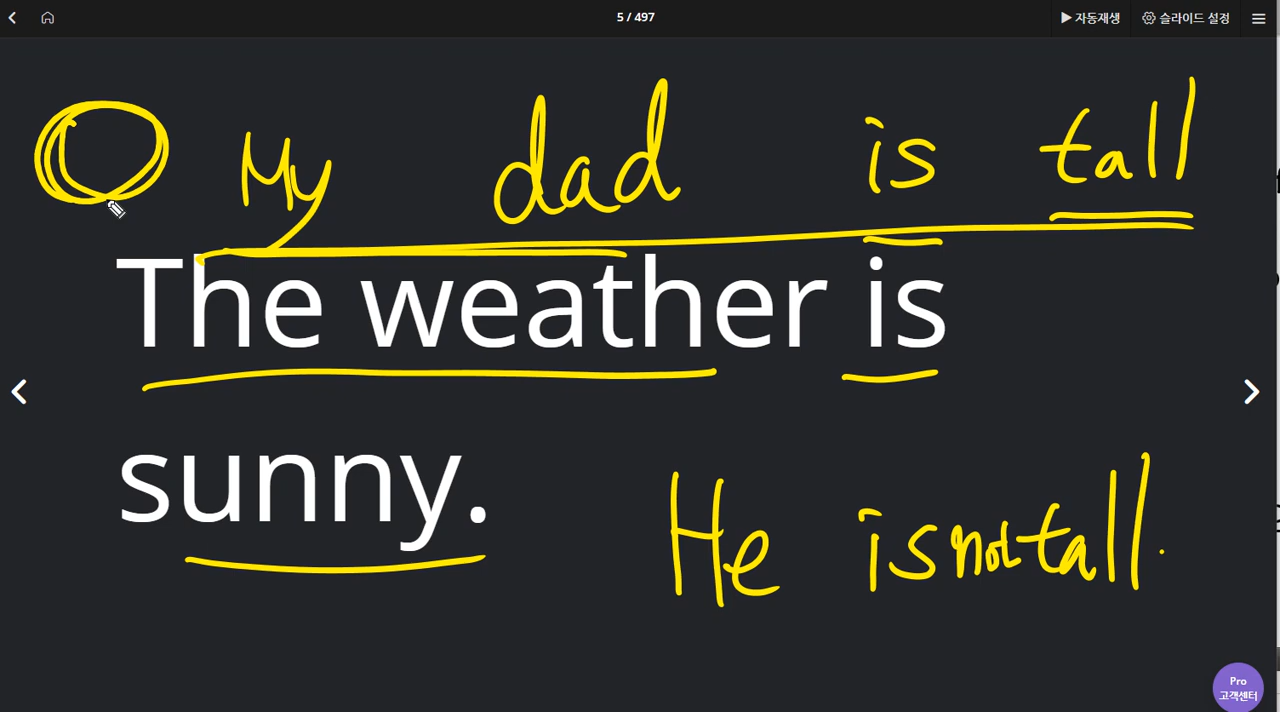 5 / 497
▶ 자동재생
슬라이드 설정
My dad is tall
The weather is
sunny.
He is not tall.
Pro
고객센터